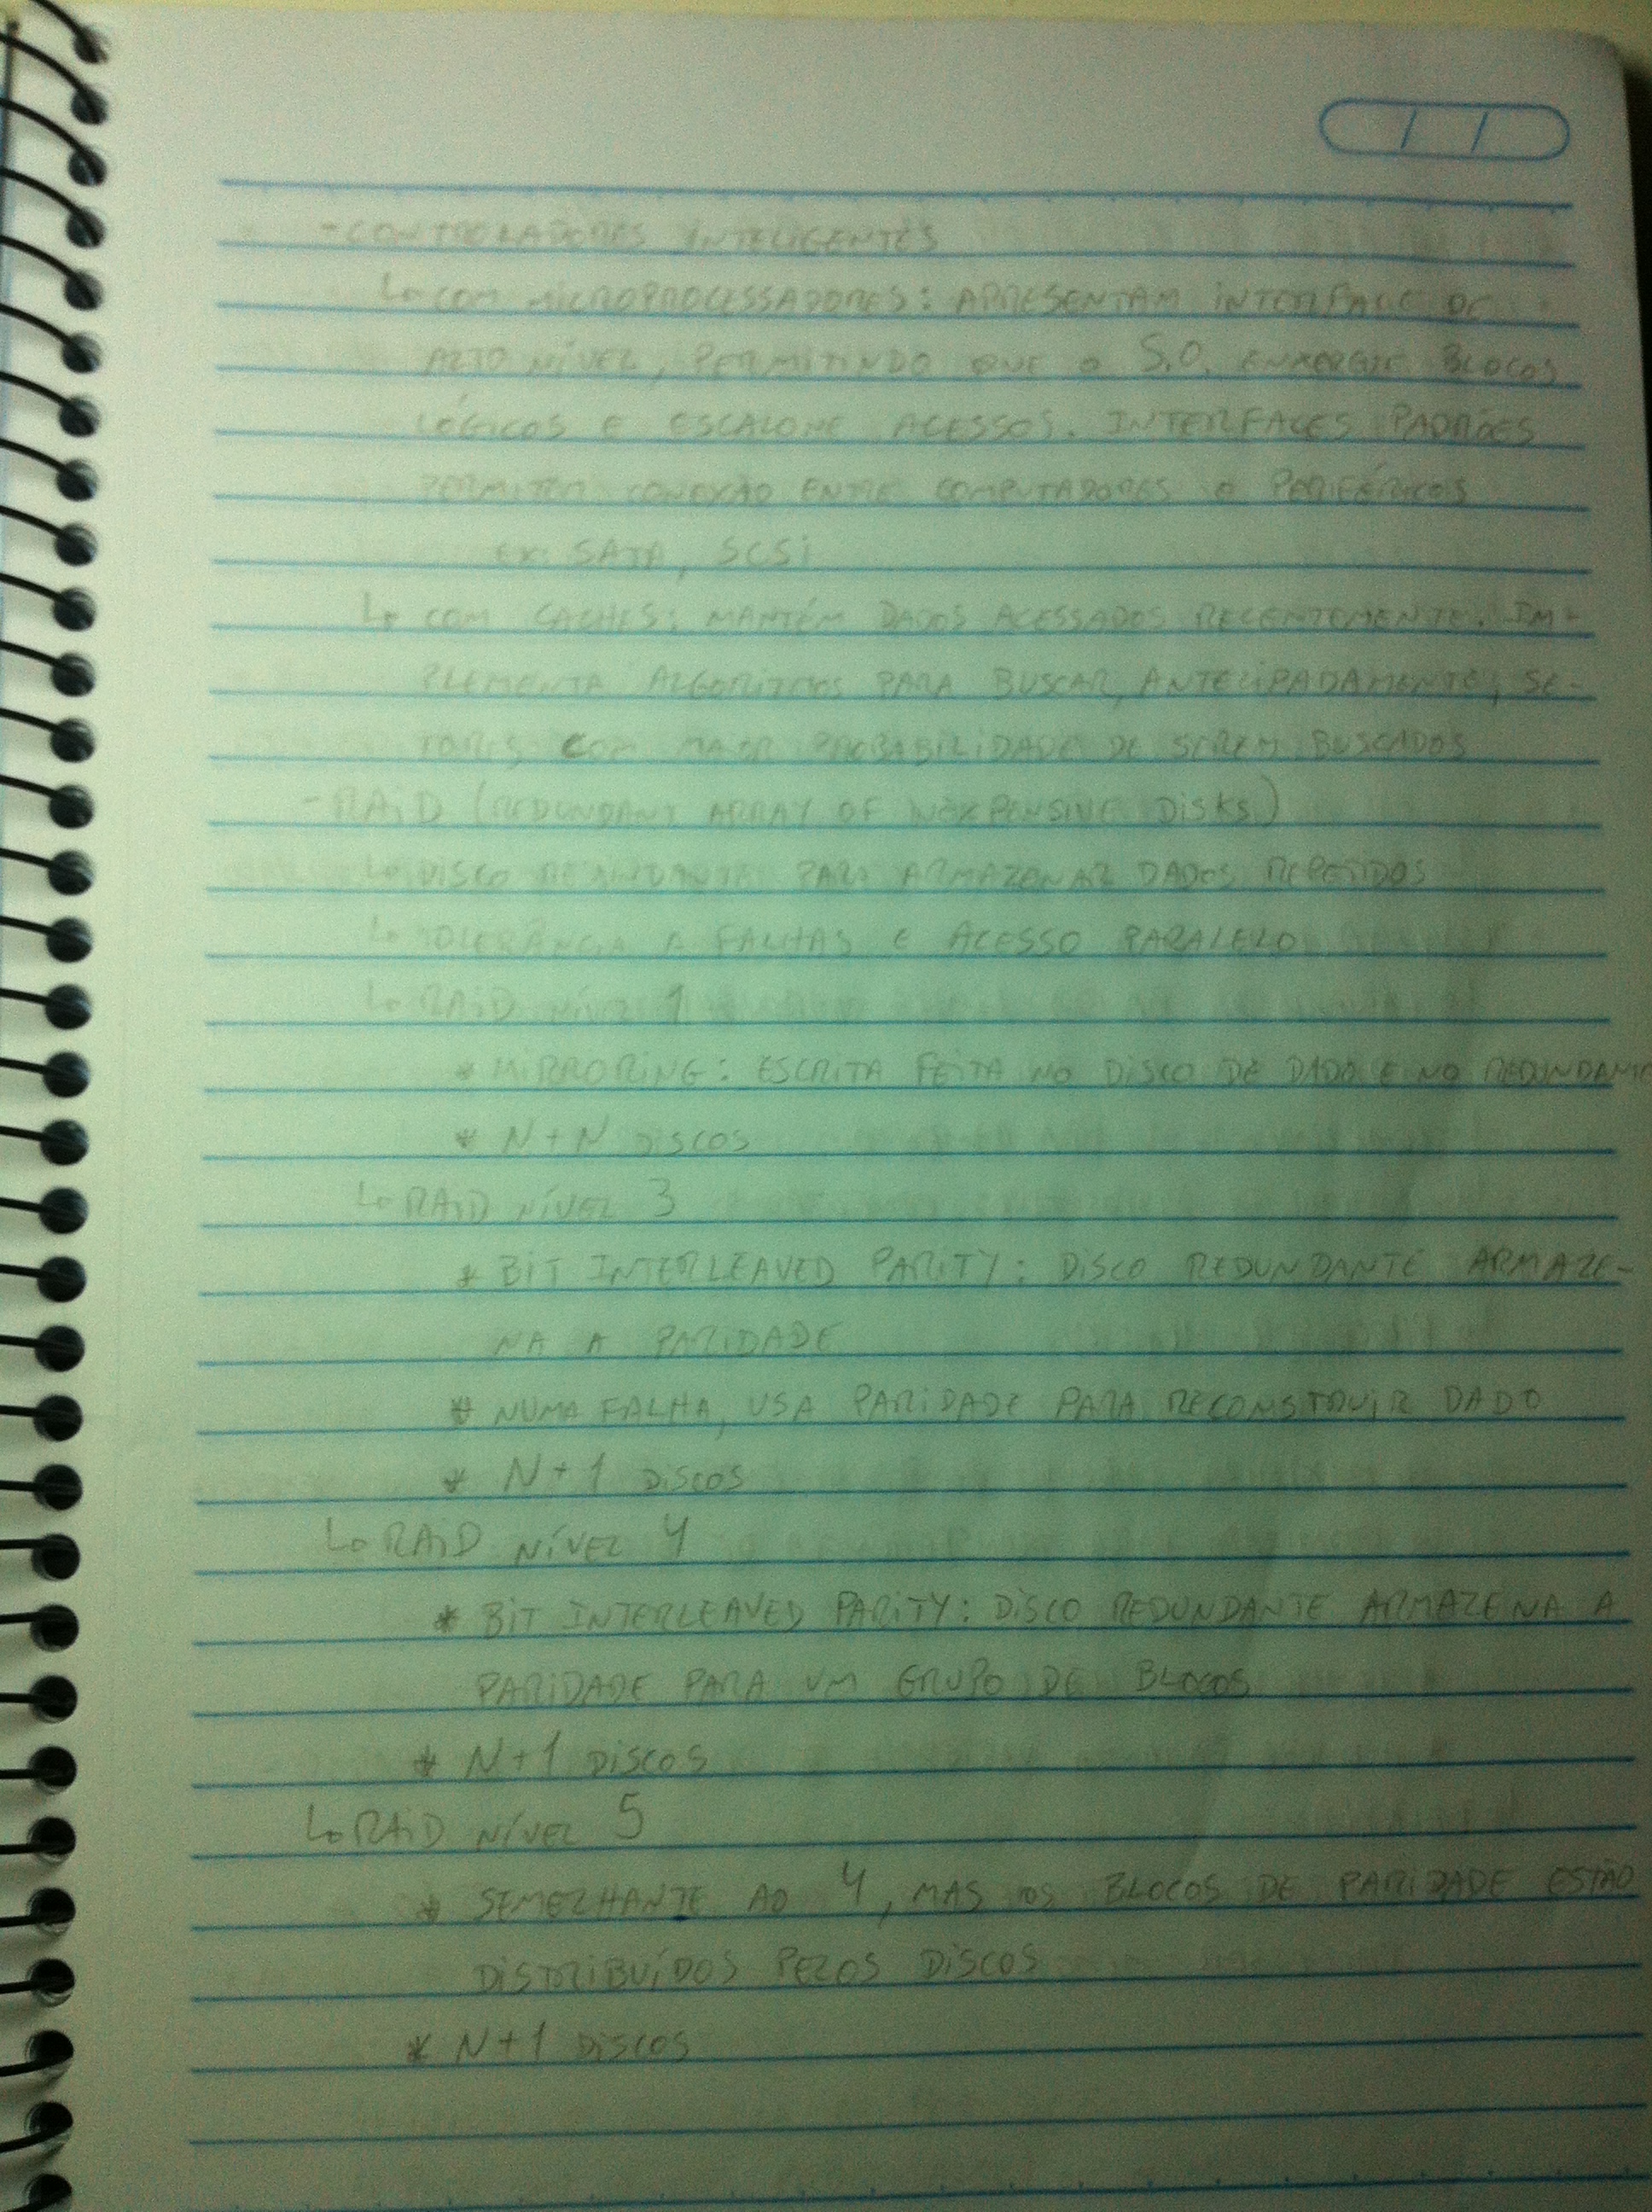 - CONTROLADORES INTELIGENTES
↳ COM MICROPROCESSADORES: APRESENTAM INTERFACE DE
ALTO NÍVEL, PERMITINDO QUE O S.O. ENXERGUE BLOCOS
LÓGICOS E ESCALONE ACESSOS. INTERFACES PADRÕES
PERMITEM CONEXÃO ENTRE COMPUTADORES E PERIFÉRICOS
EX: SATA, SCSI
↳ COM CACHES: MANTÉM DADOS ACESSADOS RECENTEMENTE. IM-
PLEMENTA ALGORITMOS PARA BUSCAR, ANTECIPADAMENTE, SE-
TORES COM MAIOR PROBABILIDADE DE SEREM BUSCADOS
- RAID (REDUNDANT ARRAY OF INEXPENSIVE DISKS)
↳ DISCO REDUNDANTE PARA ARMAZENAR DADOS REPETIDOS
↳ TOLERÂNCIA A FALHAS E ACESSO PARALELO
↳ RAID NÍVEL 1
* MIRRORING: ESCRITA FEITA NO DISCO DE DADO E NO REDUNDANTE
* N+N DISCOS
↳ RAID NÍVEL 3
* BIT INTERLEAVED PARITY: DISCO REDUNDANTE ARMAZE-
NA A PARIDADE
* NUMA FALHA, USA PARIDADE PARA RECONSTRUIR DADO
* N+1 DISCOS
↳ RAID NÍVEL 4
* BIT INTERLEAVED PARITY: DISCO REDUNDANTE ARMAZENA A
PARIDADE PARA UM GRUPO DE BLOCOS
* N+1 DISCOS
↳ RAID NÍVEL 5
* SEMELHANTE AO 4, MAS OS BLOCOS DE PARIDADE ESTÃO
DISTRIBUÍDOS PELOS DISCOS
* N+1 DISCOS